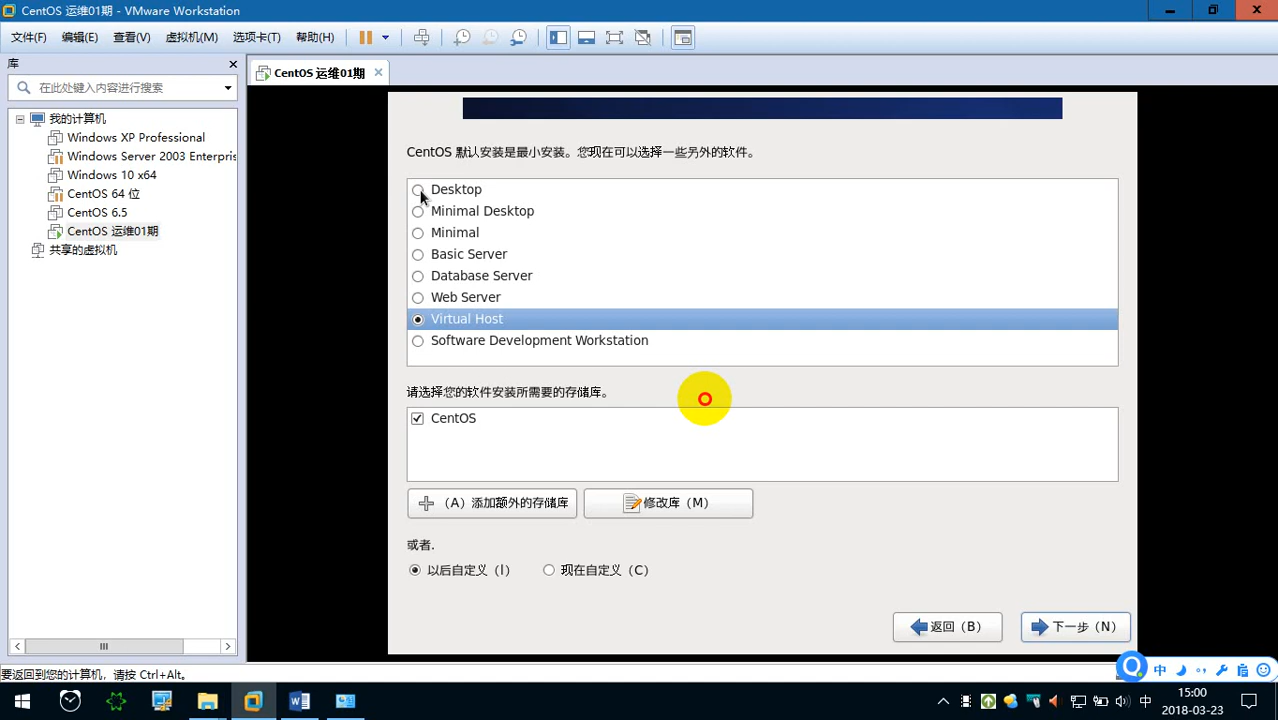 CentOS 运维01期 - VMware Workstation
文件(F) 编辑(E) 查看(V) 虚拟机(M) 选项卡(T) 帮助(H)
库
在此处键入内容进行搜索
我的计算机
Windows XP Professional
Windows Server 2003 Enterpris
Windows 10 x64
CentOS 64 位
CentOS 6.5
CentOS 运维01期
共享的虚拟机
CentOS 运维01期
CentOS 默认安装是最小安装。您现在可以选择一些另外的软件。
Desktop
Minimal Desktop
Minimal
Basic Server
Database Server
Web Server
Virtual Host
Software Development Workstation
请选择您的软件安装所需要的存储库。
CentOS
（A）添加额外的存储库 修改库（M）
或者.
以后自定义（l） 现在自定义（C）
返回（B） 下一步（N）
要返回到您的计算机，请按 Ctrl+Alt。
中
中
15:00
2018-03-23